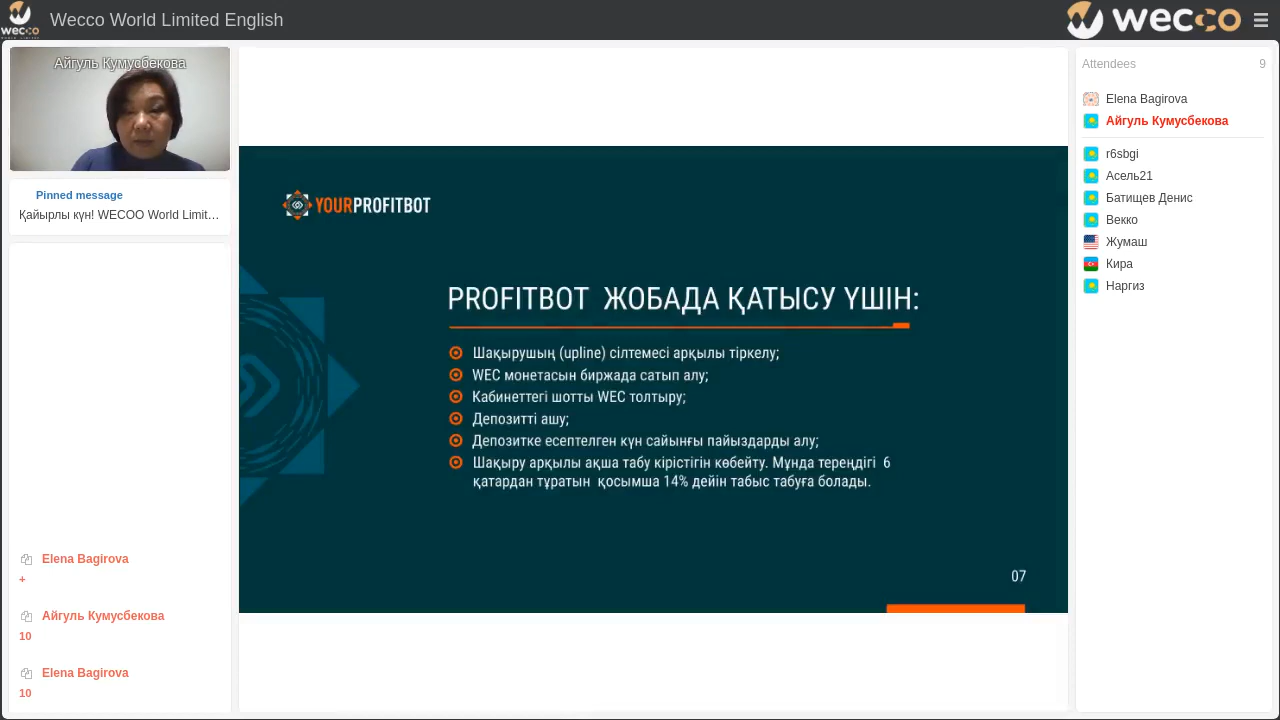 wecco
Wecco World Limited English
wecco
Айгуль Кумусбекова
Pinned message
Қайырлы күн! WECOO World Limit…
Elena Bagirova
+
Айгуль Кумусбекова
10
Elena Bagirova
10
YOURPROFITBOT
PROFITBOT ЖОБАДА ҚАТЫСУ ҮШІН:
Шақырушың (upline) сілтемесі арқылы тіркелу;
WEC монетасын биржада сатып алу;
Кабинеттегі шотты WEC толтыру;
Депозитті ашу;
Депозитке есептелген күн сайынғы пайыздарды алу;
Шақыру арқылы ақша табу кірістігін көбейту. Мұнда тереңдігі 6
қатардан тұратын қосымша 14% дейін табыс табуға болады.
07
Attendees 9
Elena Bagirova
Айгуль Кумусбекова
r6sbgi
Асель21
Батищев Денис
Векко
Жумаш
Кира
Наргиз